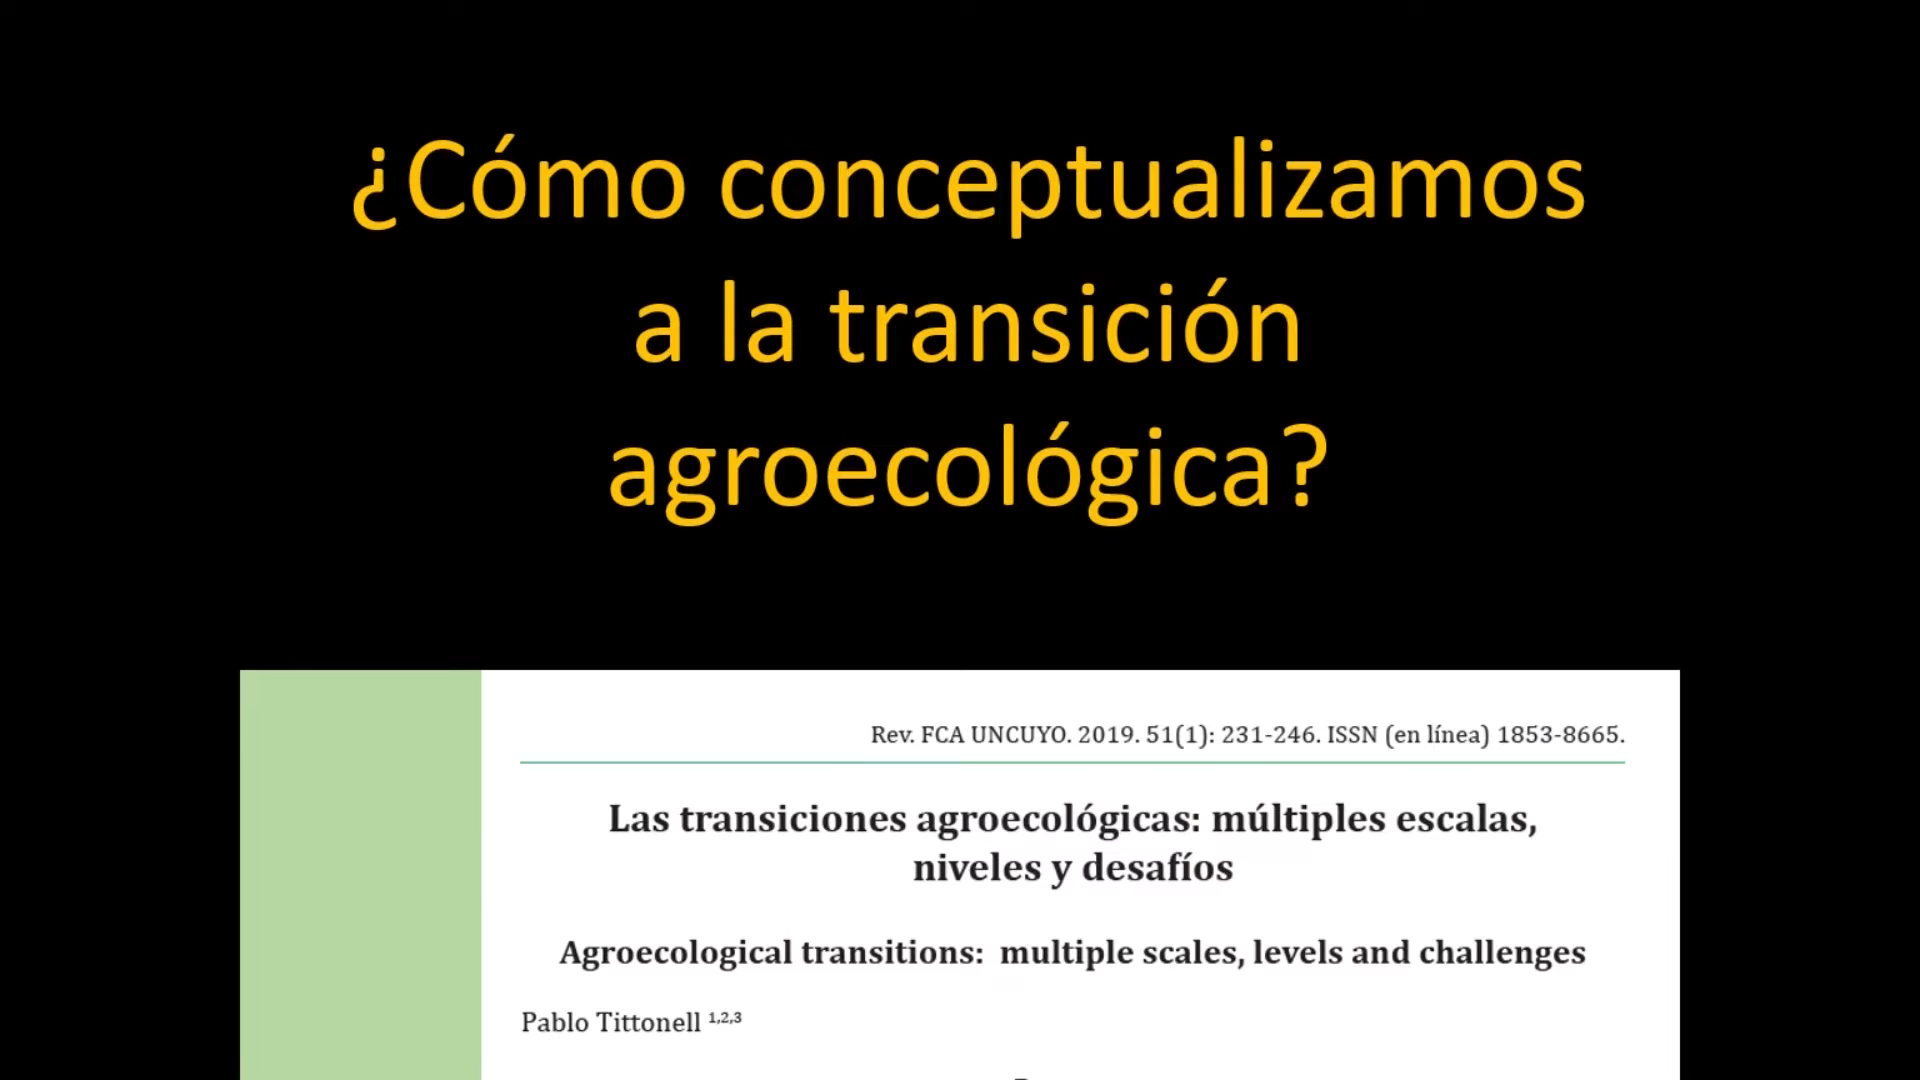 ¿Cómo conceptualizamos
a la transición
agroecológica?
Rev. FCA UNCUYO. 2019. 51(1): 231-246. ISSN (en línea) 1853-8665.
Las transiciones agroecológicas: múltiples escalas,
niveles y desafíos
Agroecological transitions: multiple scales, levels and challenges
Pablo Tittonell 1,2,3